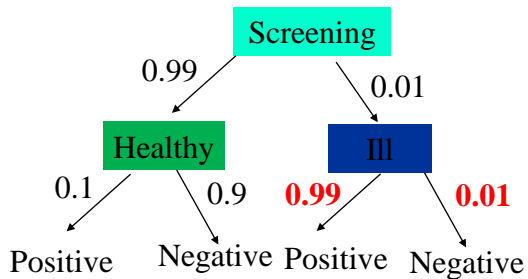 Screening
0.99
0.01
Healthy
Ill
0.1
0.9
0.99
0.01
Positive
Negative
Positive
Negative